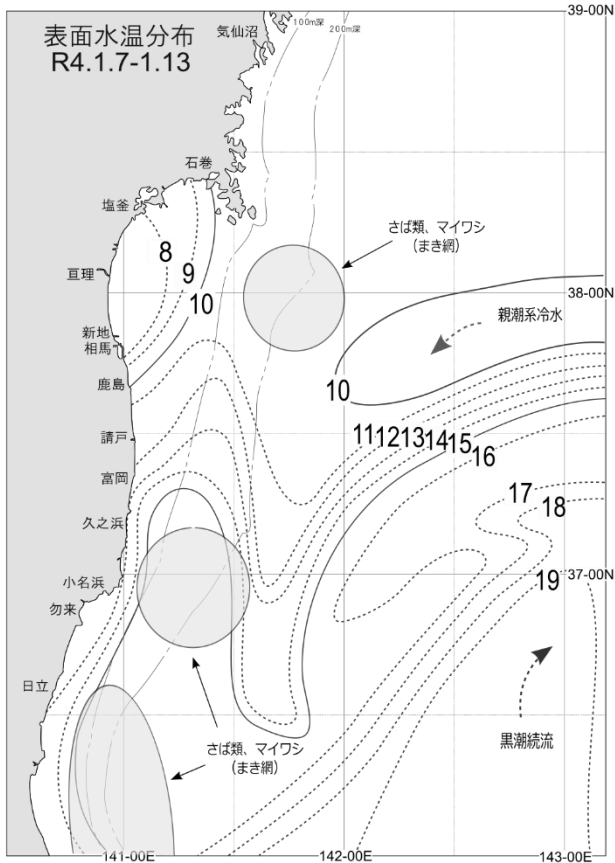 表面水温分布
R4.1.7-1.13
気仙沼
100m深
200m深
39-00N
石巻
塩釜
さば類、マイワシ
(まき網)
8
亘理
9
10
38-00N
新地
相馬
親潮系冷水
鹿島
10
請戸
11
12
13
14
15
16
富岡
17
18
久之浜
小名浜
37-00N
19
勿来
日立
さば類、マイワシ
(まき網)
黒潮続流
141-00E
142-00E
143-00E